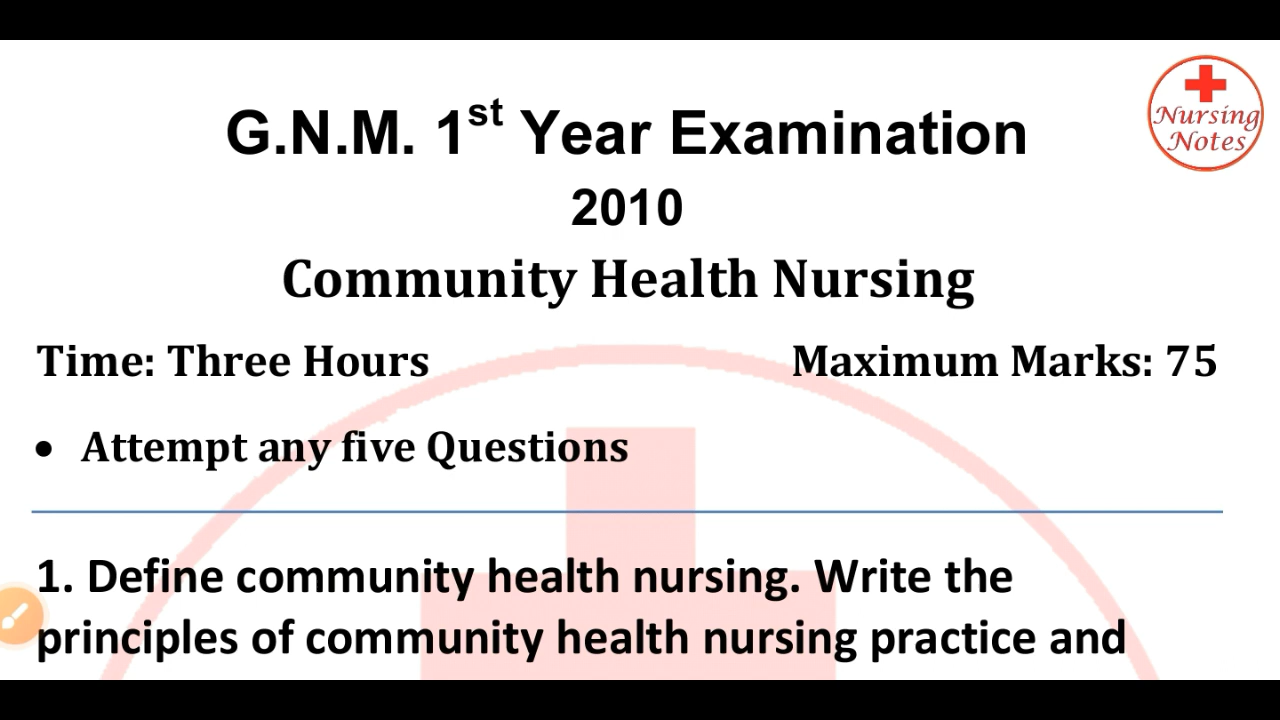 G.N.M. 1st Year Examination
Nursing
Notes
2010
Community Health Nursing
Time: Three Hours Maximum Marks: 75
• Attempt any five Questions
1. Define community health nursing. Write the
principles of community health nursing practice and